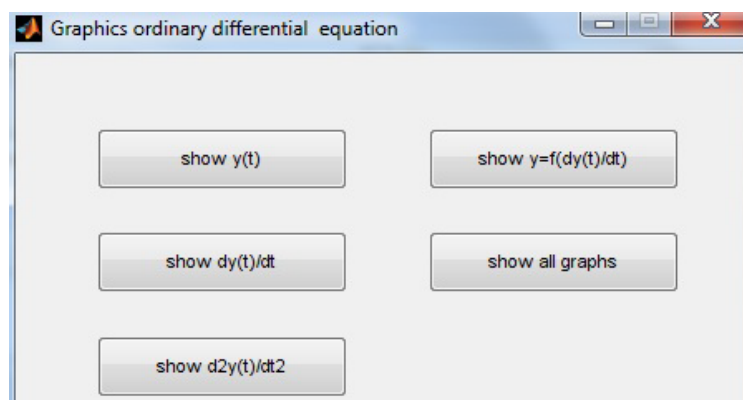 Graphics ordinary differential  equation
show y(t)
show y=f(dy(t)/dt)
show dy(t)/dt
show all graphs
show d2y(t)/dt2